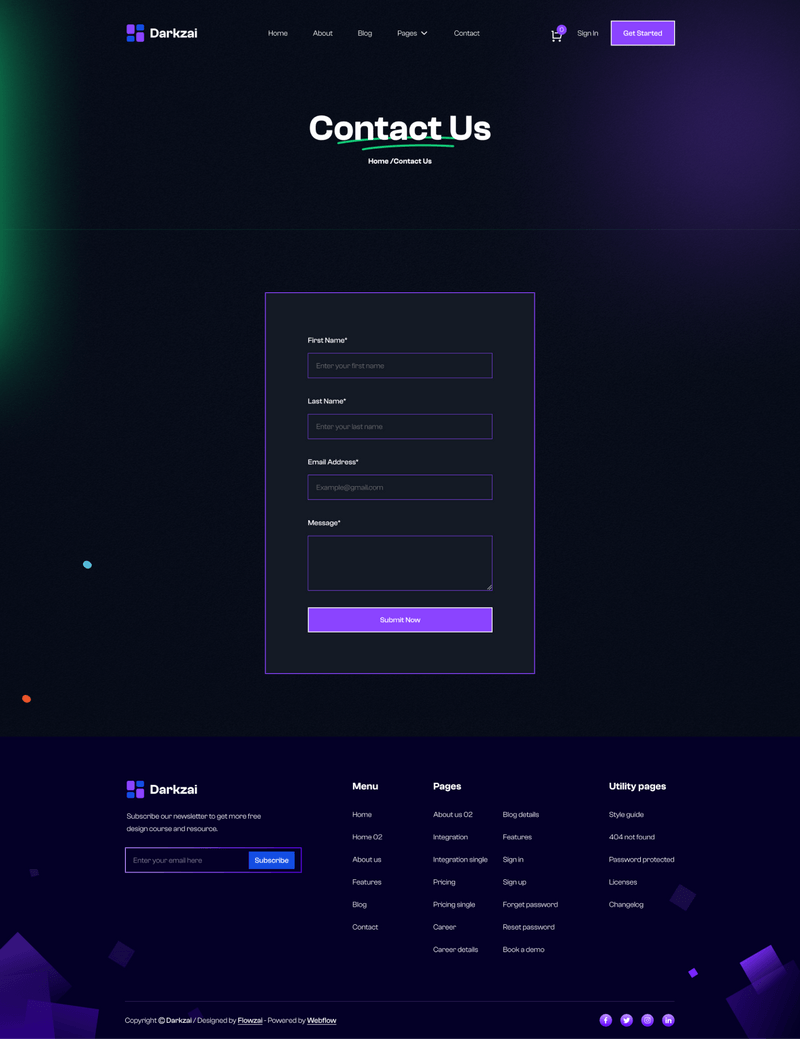 Darkzai
Home
About
Blog
Pages
Contact
0
Sign In
Get Started
Contact Us
Home /Contact Us
First Name*
Enter your first name
Last Name*
Enter your last name
Email Address*
Example@gmail.com
Message*
Submit Now
Darkzai
Subscribe our newsletter to get more free
design course and resource.
Enter your email here
Subscribe
Menu
Home
Home 02
About us
Features
Blog
Contact
Pages
About us 02
Integration
Integration single
Pricing
Pricing single
Career
Career details
Blog details
Features
Sign in
Sign up
Forget password
Reset password
Book a demo
Utility pages
Style guide
404 not found
Password protected
Licenses
Changelog
Copyright © Darkzai / Designed by Flowzai - Powered by Webflow